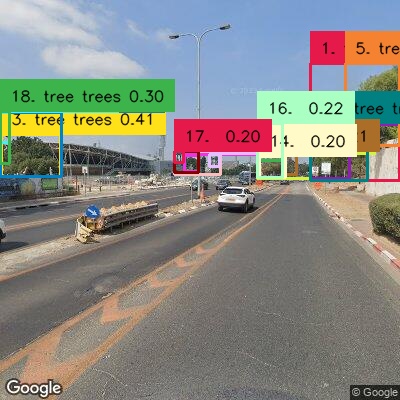 1.
5. tree
18. tree trees 0.30
16. 0.22
tree tree
3. tree trees 0.41
17. 0.20
14. 0.20
1
Google
© Google